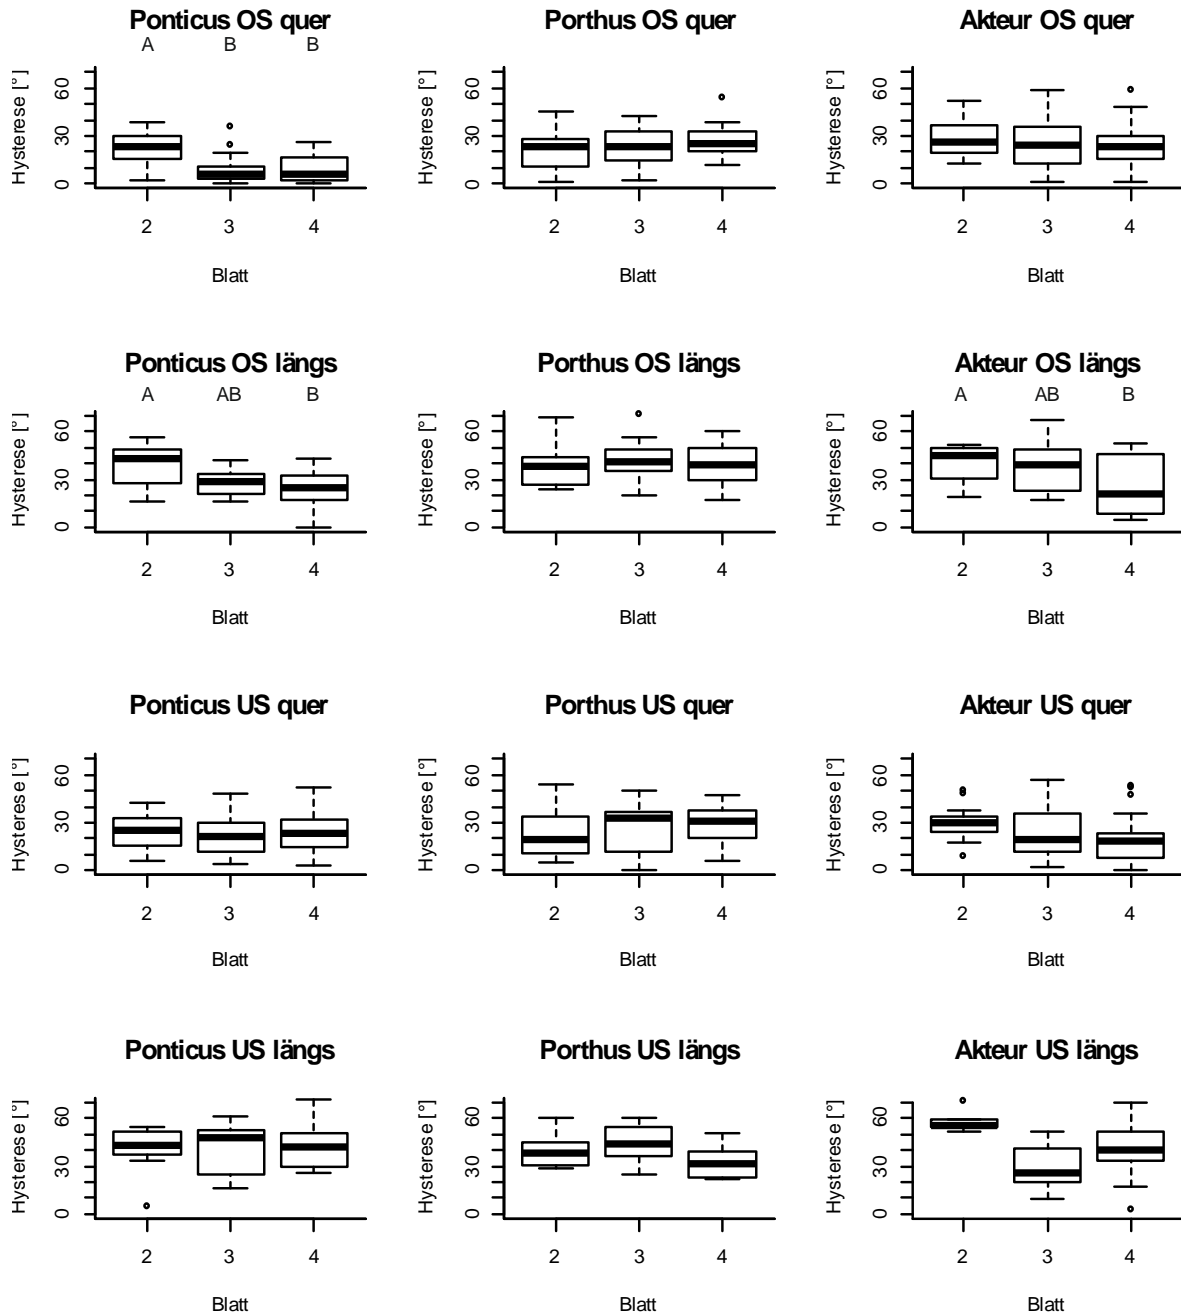 Ponticus OS quer
A B B
Hysterese [°]
0 30 60
2 3 4
Blatt
Porthus OS quer
Hysterese [°]
0 30 60
2 3 4
Blatt
Akteur OS quer
Hysterese [°]
0 30 60
2 3 4
Blatt
Ponticus OS längs
A AB B
Hysterese [°]
0 30 60
2 3 4
Blatt
Porthus OS längs
Hysterese [°]
0 30 60
2 3 4
Blatt
Akteur OS längs
A AB B
Hysterese [°]
0 30 60
2 3 4
Blatt
Ponticus US quer
Hysterese [°]
0 30 60
2 3 4
Blatt
Porthus US quer
Hysterese [°]
0 30 60
2 3 4
Blatt
Akteur US quer
Hysterese [°]
0 30 60
2 3 4
Blatt
Ponticus US längs
Hysterese [°]
0 30 60
2 3 4
Blatt
Porthus US längs
Hysterese [°]
0 30 60
2 3 4
Blatt
Akteur US längs
Hysterese [°]
0 30 60
2 3 4
Blatt